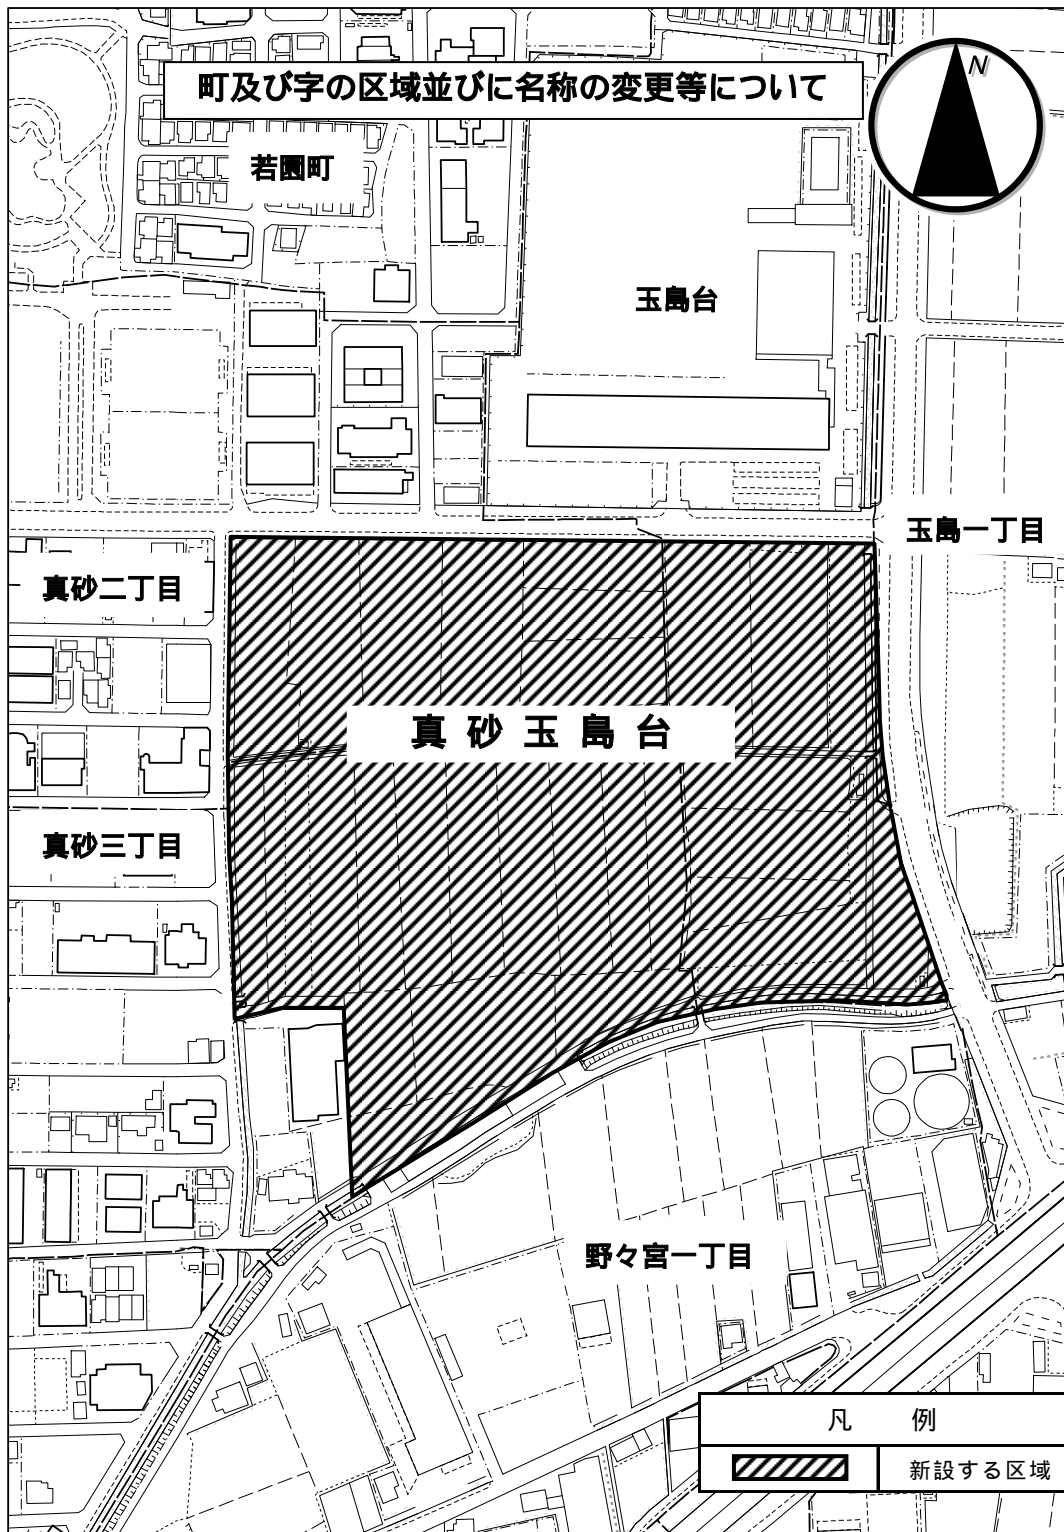 町及び字の区域並びに名称の変更等について
N
若園町
玉島台
玉島一丁目
真砂二丁目
真砂玉島台
真砂三丁目
野々宮一丁目
凡 例
新設する区域